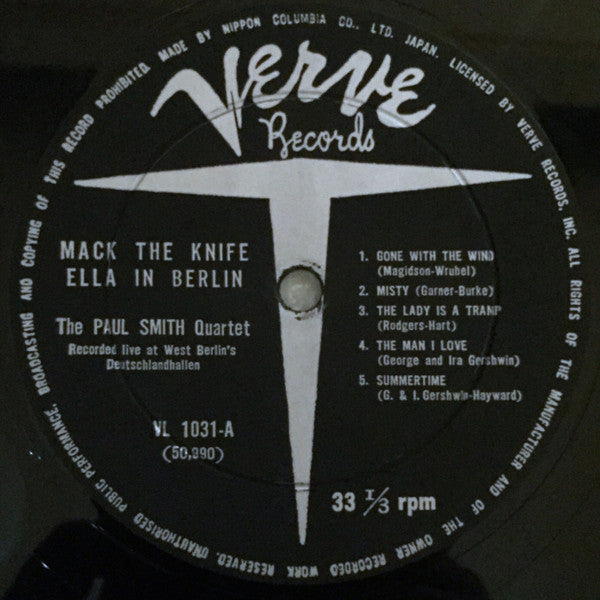 MADE BY NIPPON COLUMBIA CO., LTD. JAPAN. LICENSED BY VERVE RECORDS, INC. ALL RIGHTS OF THE MANUFACTURER AND OF THE OWNER RECORDED WORK RESERVED. UNAUTHORISED PUBLIC PERFORMANCE, BROADCASTING AND COPYING OF THIS RECORD PROHIBITED.
Verve
Records
MACK THE KNIFE
ELLA IN BERLIN
The PAUL SMITH Quartet
Recorded live at West Berlin's
Deutschlandhallen
VL 1031-A
(50,990)
1. GONE WITH THE WIND
(Magidson-Wrubel)
2. MISTY (Garner-Burke)
3. THE LADY IS A TRAMP
(Rodgers-Hart)
4. THE MAN I LOVE
(George and Ira Gershwin)
5. SUMMERTIME
(G. & I. Gershwin-Hayward)
33 1/3 rpm